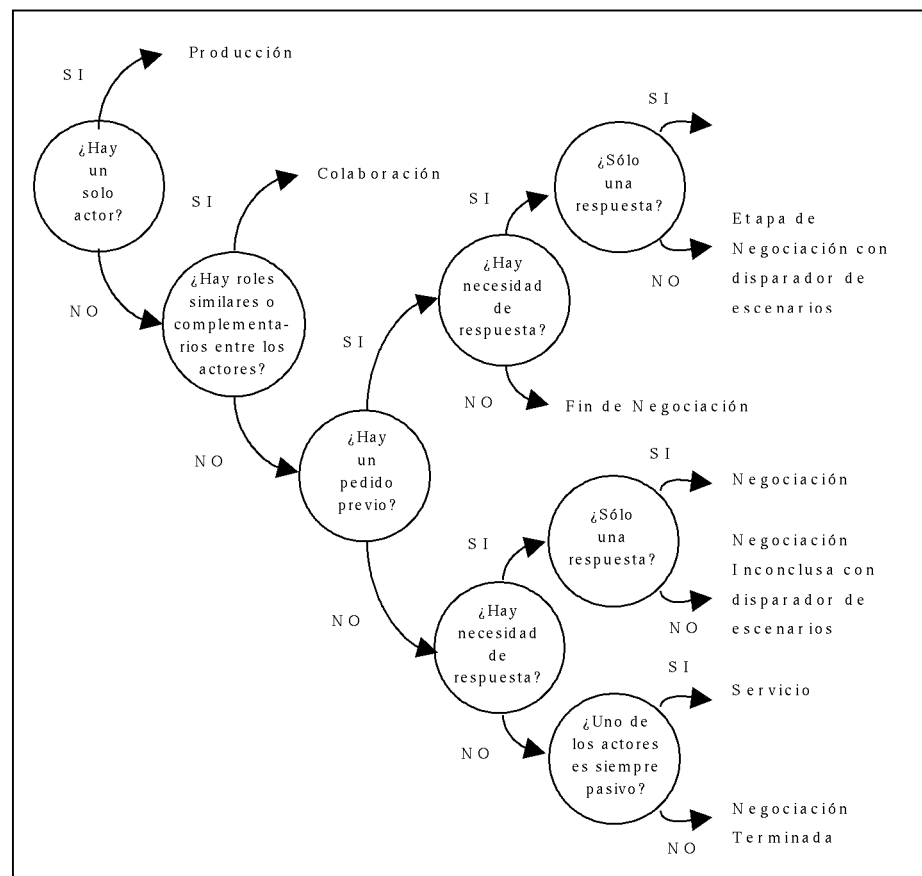 SI
Producción
¿Hay
un
solo
actor?
NO
SI
Colaboración
¿Hay roles
similares o
complementa-
rios entre los
actores?
NO
SI
¿Hay
un
pedido
previo?
NO
SI
¿Hay
necesidad
de
respuesta?
NO
Fin de Negociación
SI
¿Sólo
una
respuesta?
NO
Etapa de
Negociación con
disparador de
escenarios
SI
¿Hay
necesidad
de
respuesta?
NO
SI
¿Sólo
una
respuesta?
NO
Negociación
Negociación
Inconclusa con
disparador de
escenarios
SI
¿Uno de
los actores
es siempre
pasivo?
NO
Servicio
Negociación
Terminada